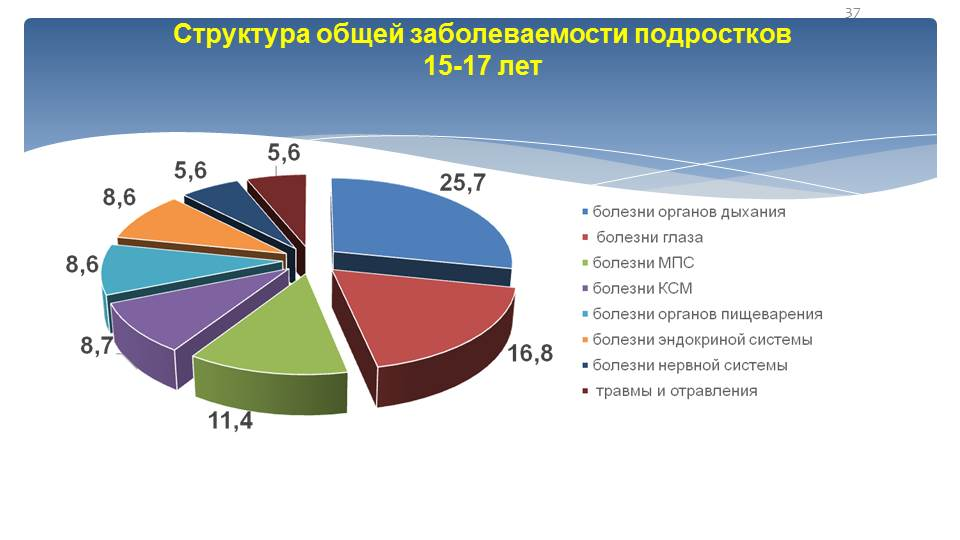 37
Структура общей заболеваемости подростков
15-17 лет
5,6
5,6
25,7
8,6
8,6
8,7
16,8
11,4
болезни органов дыхания
болезни глаза
болезни МПС
болезни КСМ
болезни органов пищеварения
болезни эндокриной системы
болезни нервной системы
травмы и отравления